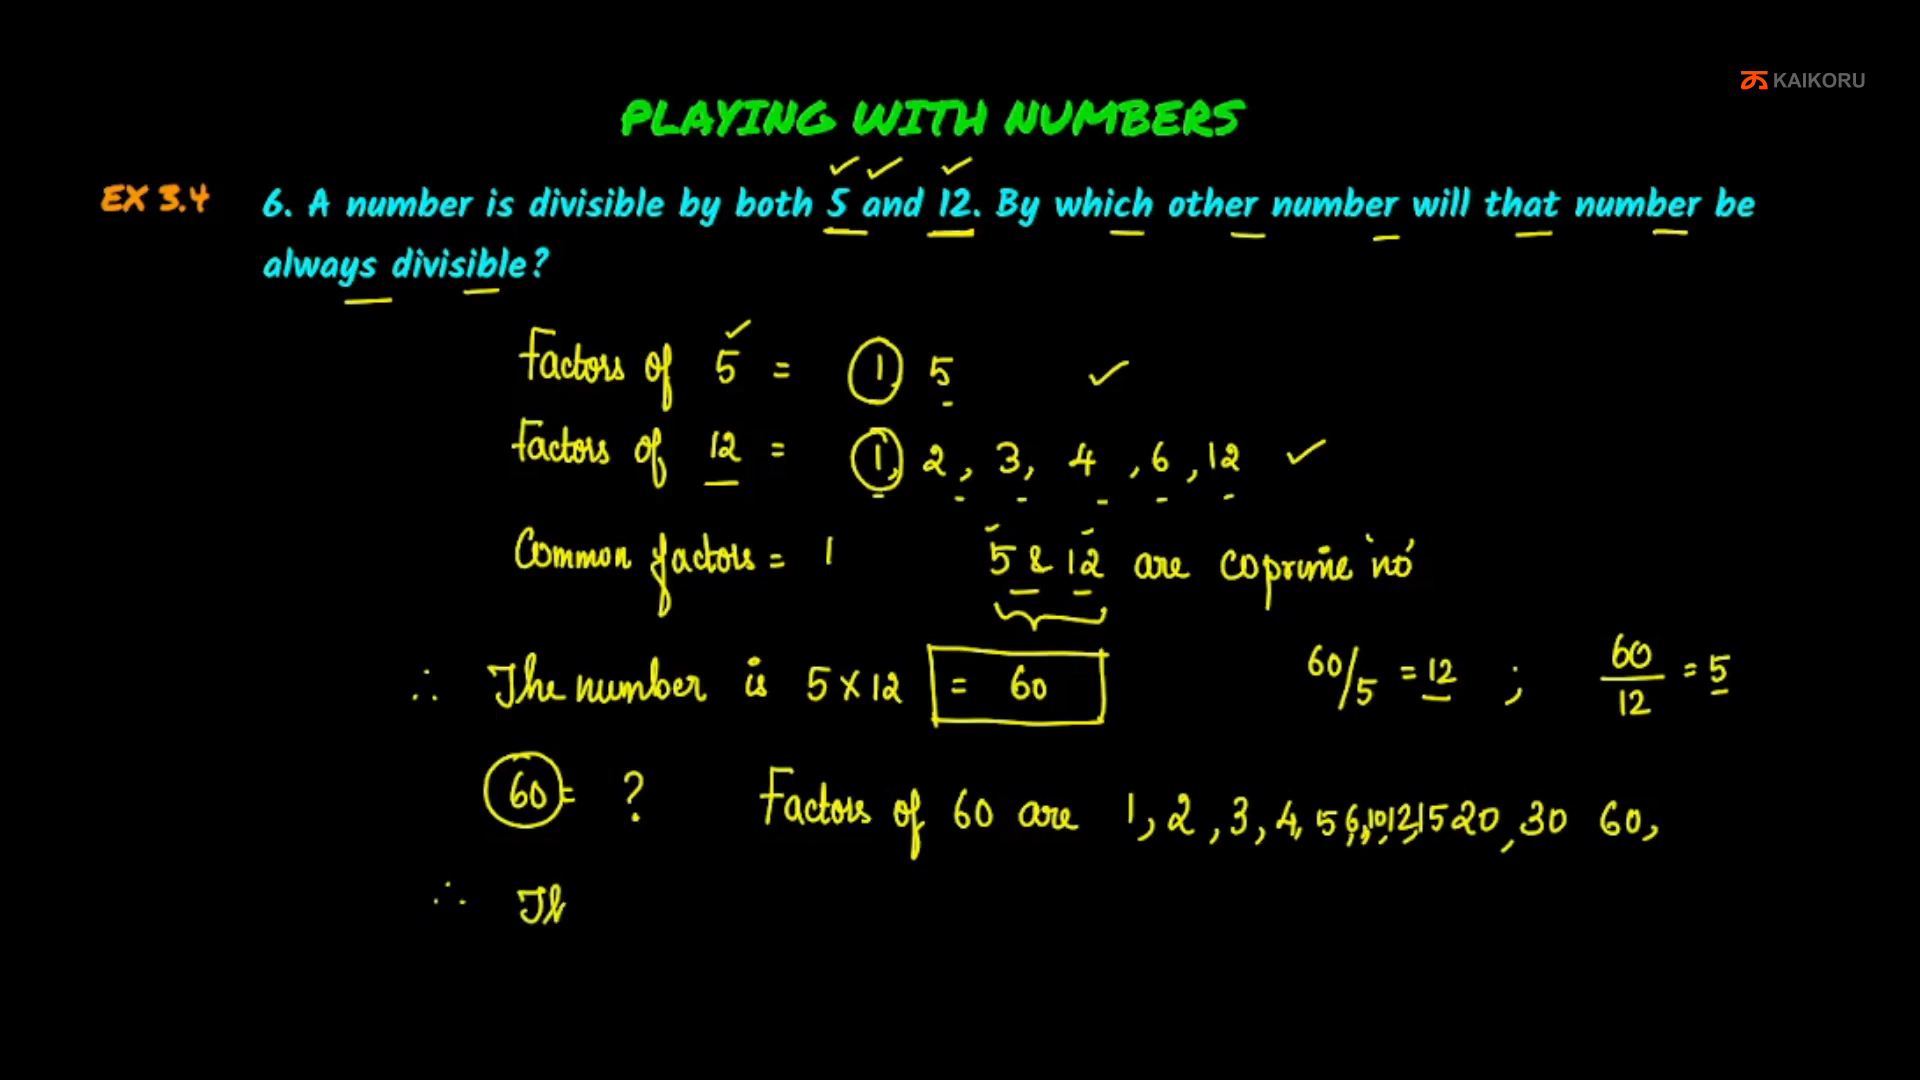 KAIKORU
PLAYING WITH NUMBERS
EX 3.4
6. A number is divisible by both 5 and 12. By which other number will that number be
always divisible?
Factors of 5 = 1, 5
Factors of 12 = 1, 2, 3, 4, 6, 12
Common factors = 1 5 & 12 are coprime no'
∴ The number is 5 × 12 = 60 60/5 = 12 ; 60/12 = 5
60 = ? Factors of 60 are 1, 2, 3, 4, 5 6, 10, 12, 15 20, 30 60,
∴ Th